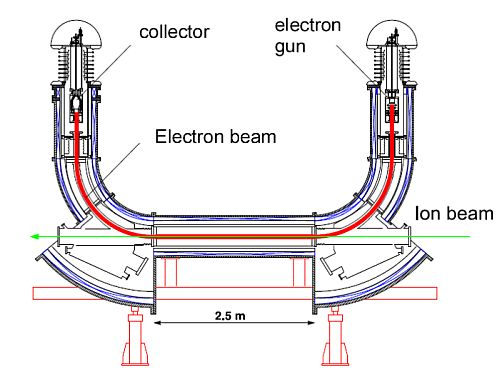 collector
electron
gun
Electron beam
Ion beam
2.5 m